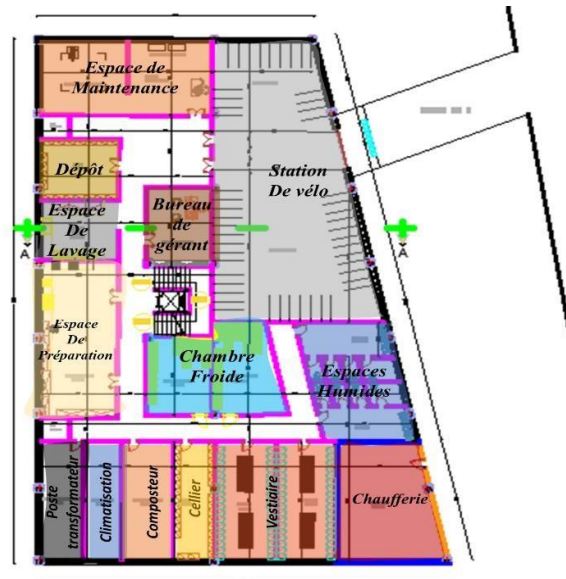 Espace de
Maintenance
Dépôt
Station
De vélo
Espace
De
Lavage
Bureau
de
gérant
A
A
Espace
De
Préparation
Chambre
Froide
Espaces
Humides
Poste
transformateur
Climatisation
Composteur
Cellier
Vestiaire
Chaufferie